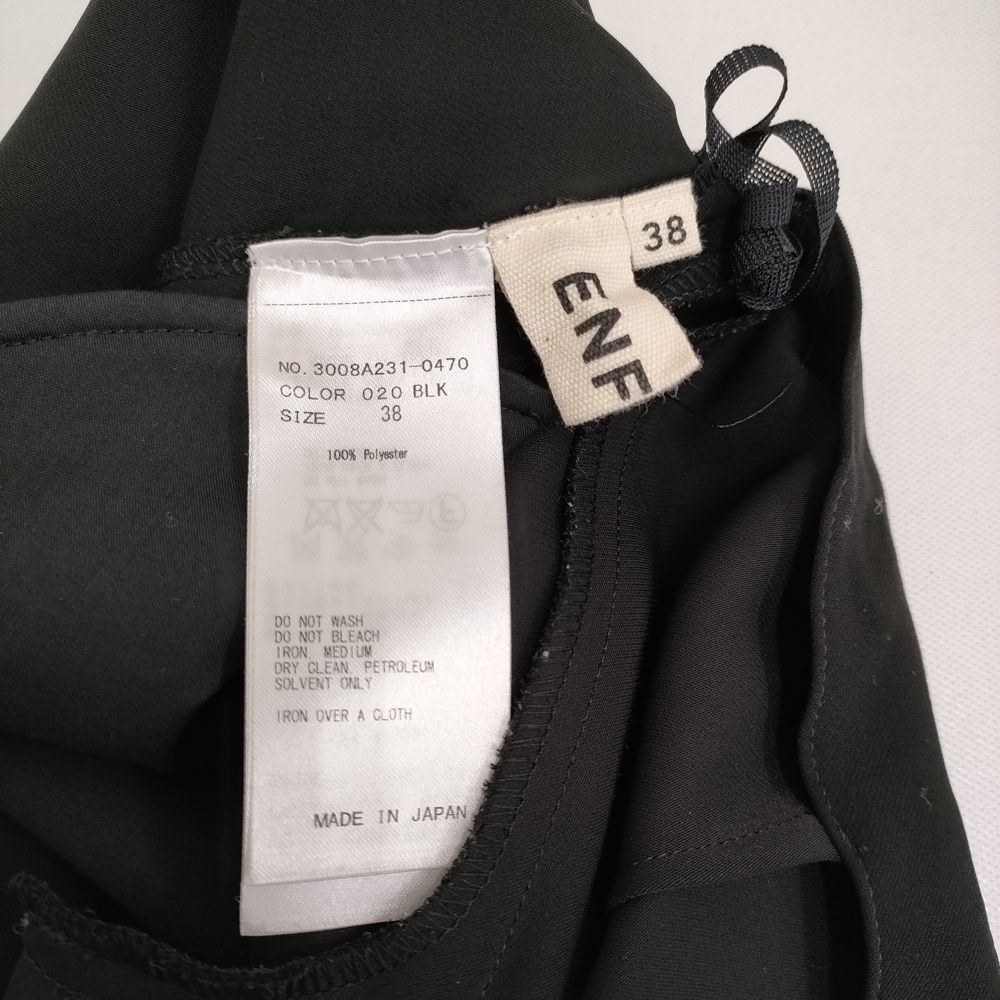 38
ENF
NO. 3008A231-0470
COLOR 020 BLK
SIZE 38
100% Polyester
DO NOT WASH
DO NOT BLEACH
IRON, MEDIUM
DRY CLEAN, PETROLEUM
SOLVENT ONLY
IRON OVER A CLOTH
MADE IN JAPAN